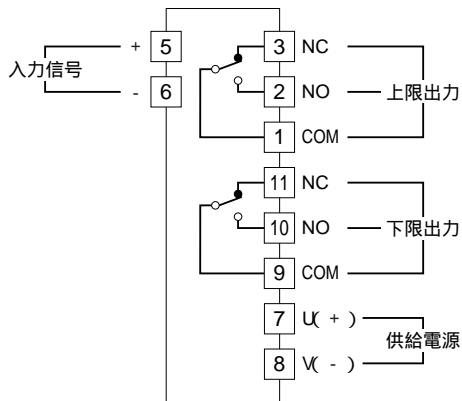 入力信号
+ 5
- 6
3 NC
2 NO
1 COM
上限出力
11 NC
10 NO
9 COM
下限出力
7 U( + )
8 V( - )
供給電源